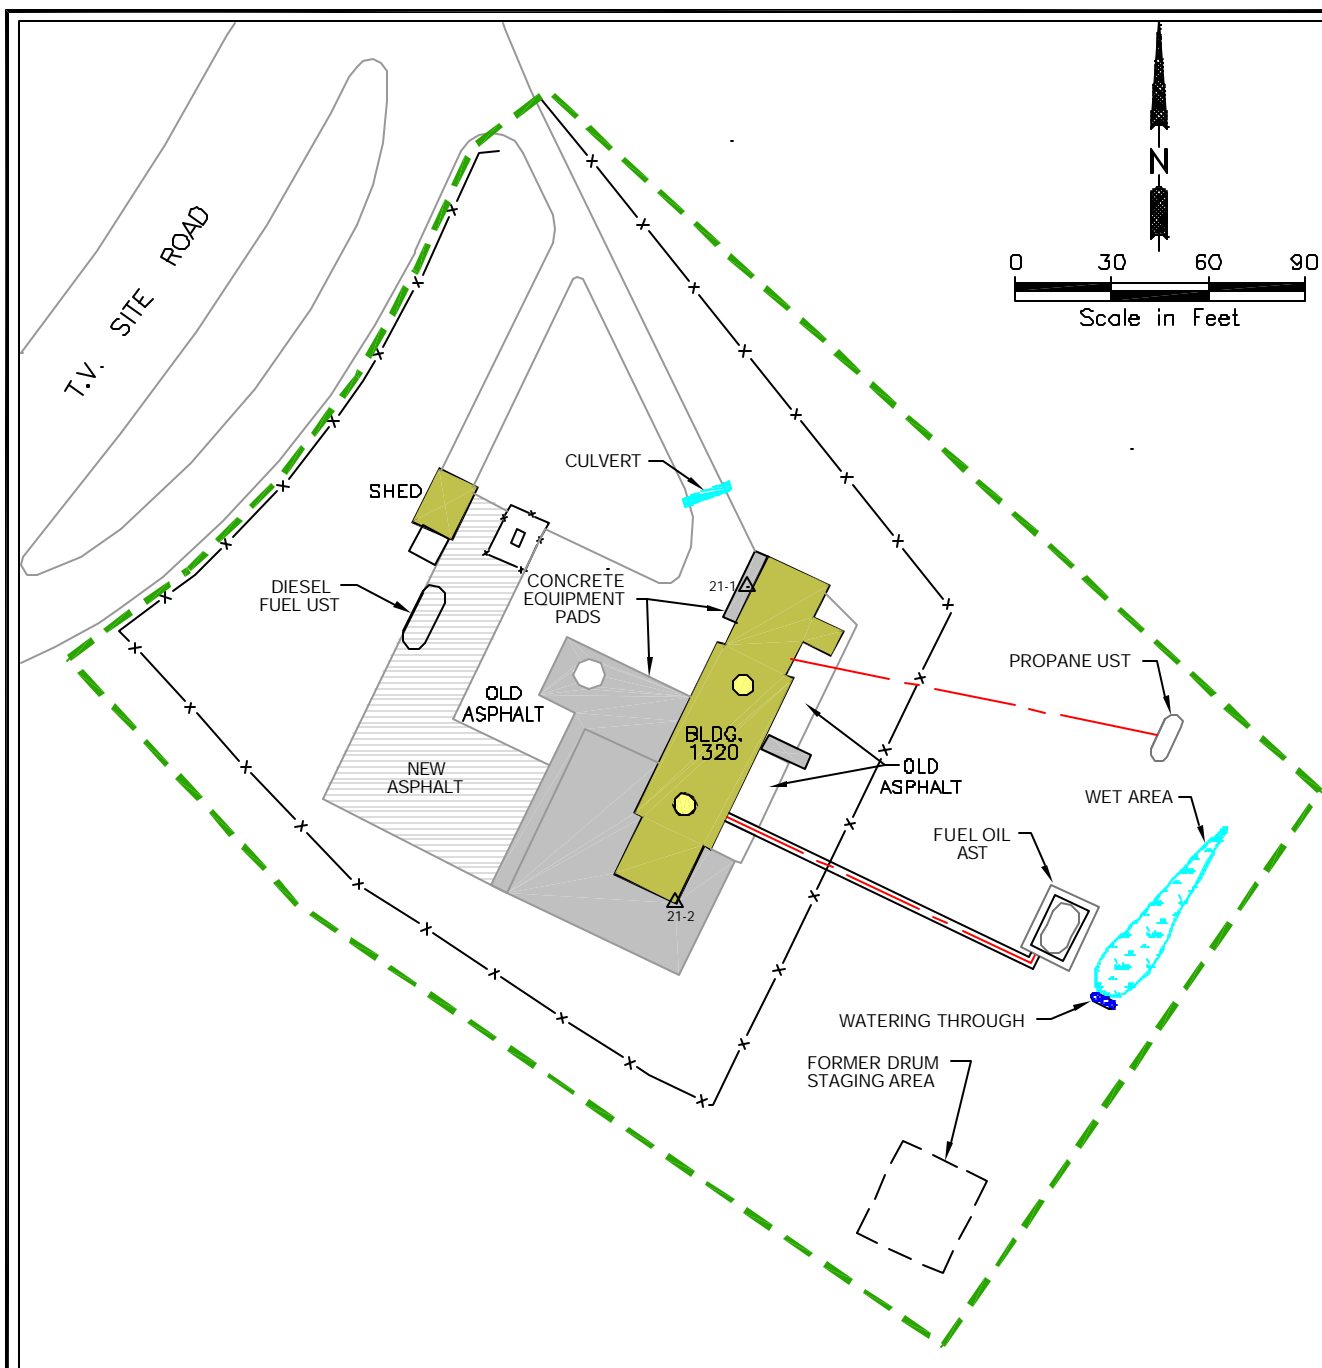 N
0 30 60 90
Scale in Feet
T.V. SITE ROAD
CULVERT
SHED
DIESEL
FUEL UST
CONCRETE
EQUIPMENT
PADS
21-1
PROPANE UST
OLD
ASPHALT
BLDG.
1320
NEW
ASPHALT
OLD
ASPHALT
WET AREA
FUEL OIL
AST
21-2
WATERING THROUGH
FORMER DRUM
STAGING AREA